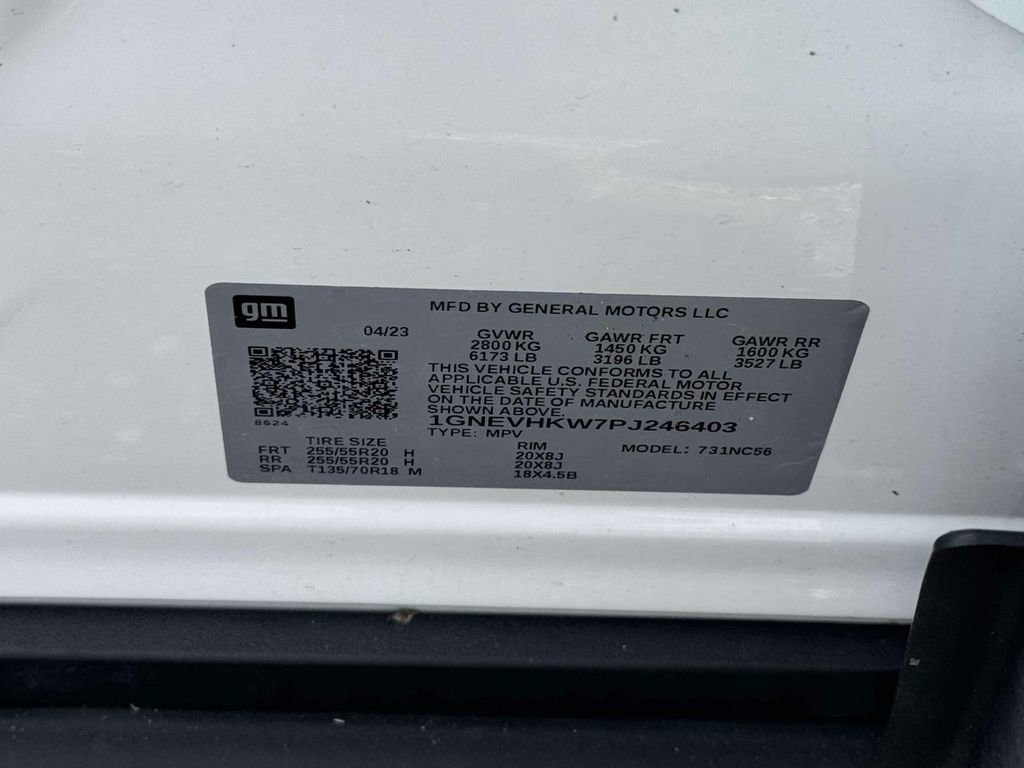 gm
MFD BY GENERAL MOTORS LLC
04/23
GVWR GAWR FRT GAWR RR
2800 KG 1450 KG 1600 KG
6173 LB 3196 LB 3527 LB
THIS VEHICLE CONFORMS TO ALL
APPLICABLE U.S. FEDERAL MOTOR
VEHICLE SAFETY STANDARDS IN EFFECT
ON THE DATE OF MANUFACTURE
SHOWN ABOVE.
8624
1GNEVHKW7PJ246403
TYPE: MPV
MODEL: 731NC56
TIRE SIZE RIM
FRT 255/55R20 H 20X8J
RR 255/55R20 H 20X8J
SPA T135/70R18 M 18X4.5B